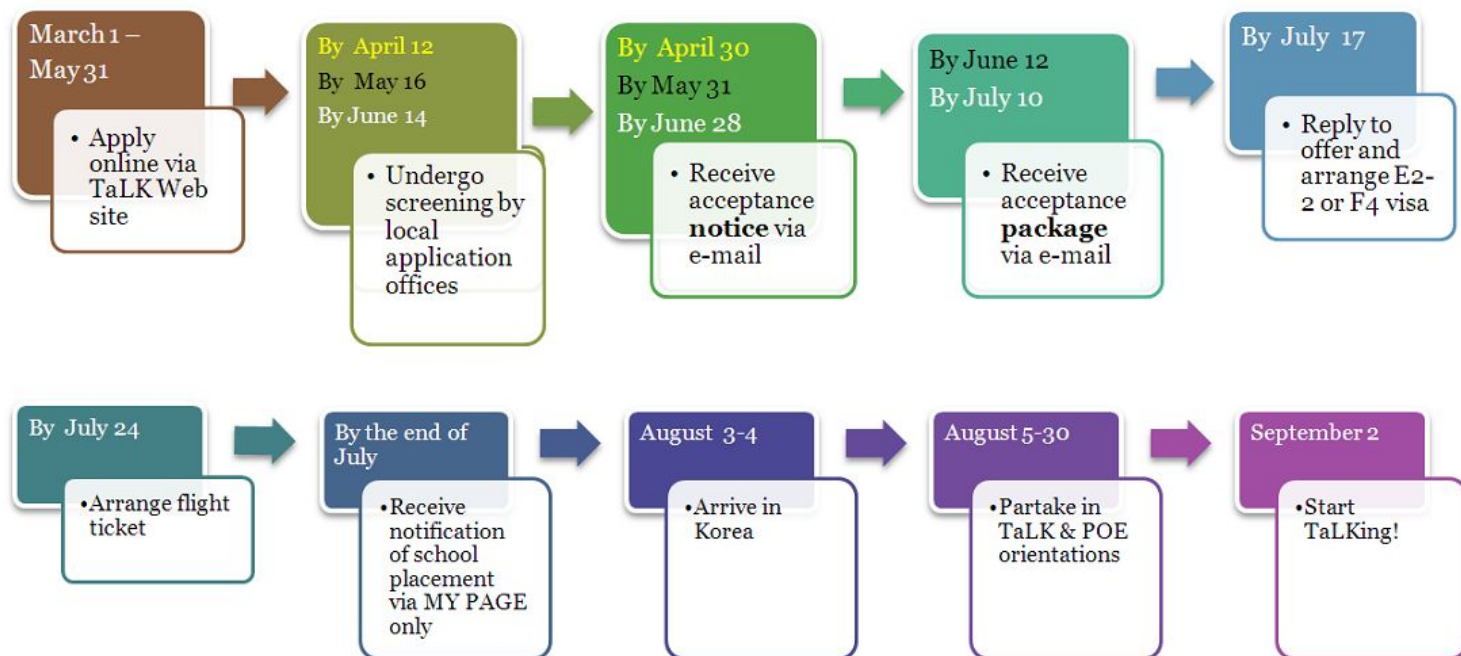 March 1 –
May 31
• Apply
online via
TaLK Web
site
By April 12
By May 16
By June 14
• Undergo
screening by
local
application
offices
By April 30
By May 31
By June 28
• Receive
acceptance
notice via
e-mail
By June 12
By July 10
• Receive
acceptance
package
via e-mail
By July 17
• Reply to
offer and
arrange E2-
2 or F4 visa
By July 24
•Arrange flight
ticket
By the end of
July
•Receive
notification
of school
placement
via MY PAGE
only
August 3-4
•Arrive in
Korea
August 5-30
•Partake in
TaLK & POE
orientations
September 2
•Start
TaLKing!